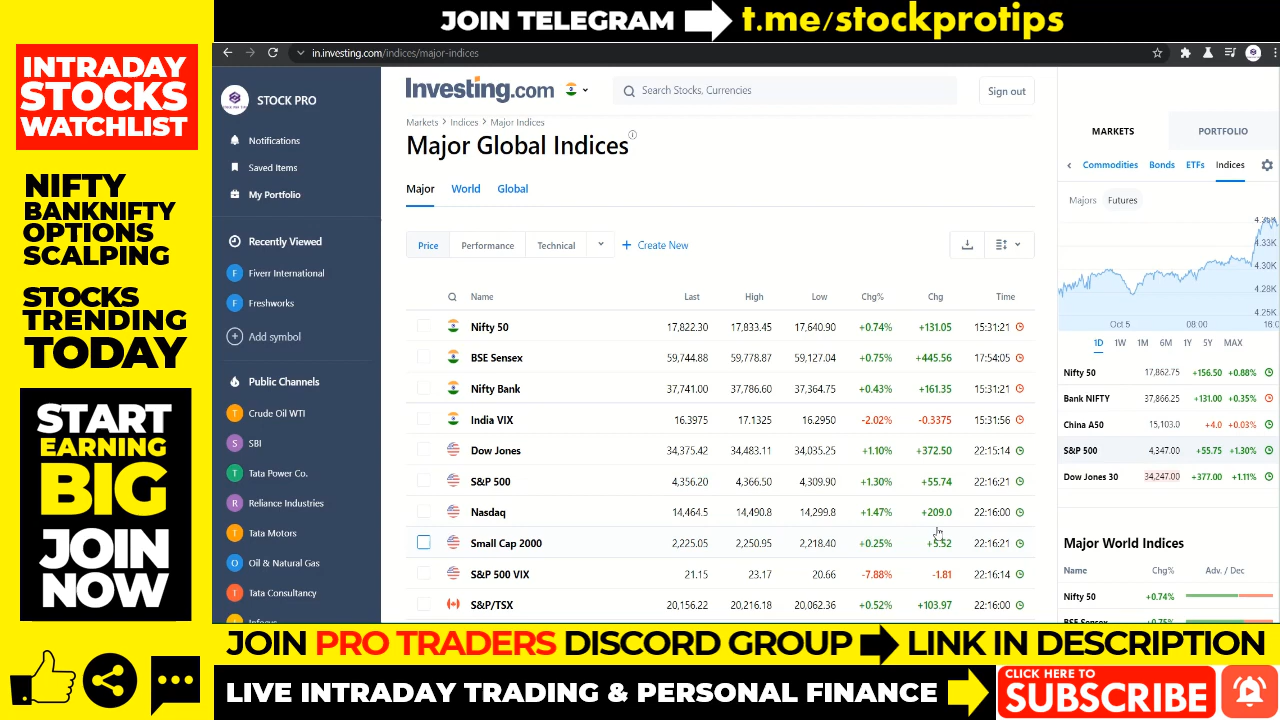 JOIN TELEGRAM t.me/stockprotips
INTRADAY
STOCKS
WATCHLIST
NIFTY
BANKNIFTY
OPTIONS
SCALPING
STOCKS
TRENDING
TODAY
START
EARNING
BIG
JOIN
NOW
in.investing.com/indices/major-indices
STOCK PRO
Notifications
Saved Items
My Portfolio
Recently Viewed
F Fiverr International
F Freshworks
Add symbol
Public Channels
T Crude Oil WTI
S SBI
T Tata Power Co.
R Reliance Industries
T Tata Motors
O Oil & Natural Gas
T Tata Consultancy
Infosys
Investing.com
Search Stocks, Currencies
Sign out
Markets > Indices > Major Indices
Major Global Indices
Major World Global
Price Performance Technical + Create New
Name Last High Low Chg% Chg Time
Nifty 50 17,822.30 17,833.45 17,640.90 +0.74% +131.05 15:31:21
BSE Sensex 59,744.88 59,778.87 59,127.04 +0.75% +445.56 17:54:05
Nifty Bank 37,741.00 37,786.60 37,364.75 +0.43% +161.35 15:31:21
India VIX 16.3975 17.1325 16.2950 -2.02% -0.3375 15:31:56
Dow Jones 34,375.42 34,483.11 34,035.25 +1.10% +372.50 22:15:14
S&P 500 4,356.20 4,366.50 4,309.90 +1.30% +55.74 22:16:21
Nasdaq 14,464.5 14,490.8 14,299.8 +1.47% +209.0 22:16:00
Small Cap 2000 2,225.05 2,250.95 2,218.40 +0.25% +5.52 22:16:21
S&P 500 VIX 21.15 23.17 20.66 -7.88% -1.81 22:16:14
S&P/TSX 20,156.22 20,216.18 20,062.36 +0.52% +103.97 22:16:00
MARKETS PORTFOLIO
Commodities Bonds ETFs Indices
Majors Futures
4.33K
4.30K
4.28K
4.25K
Oct 5 08:00 16:0
1D 1W 1M 6M 1Y 5Y MAX
Nifty 50 17,862.75 +156.50 +0.88%
Bank NIFTY 37,866.25 +131.00 +0.35%
China A50 15,103.0 +4.0 +0.03%
S&P 500 4,347.00 +55.75 +1.30%
Dow Jones 30 34,247.00 +377.00 +1.11%
Major World Indices
Name Chg% Adv. / Dec
Nifty 50 +0.74%
BSE Sensex +0.75%
JOIN PRO TRADERS DISCORD GROUP LINK IN DESCRIPTION
LIVE INTRADAY TRADING & PERSONAL FINANCE
CLICK HERE TO
SUBSCRIBE